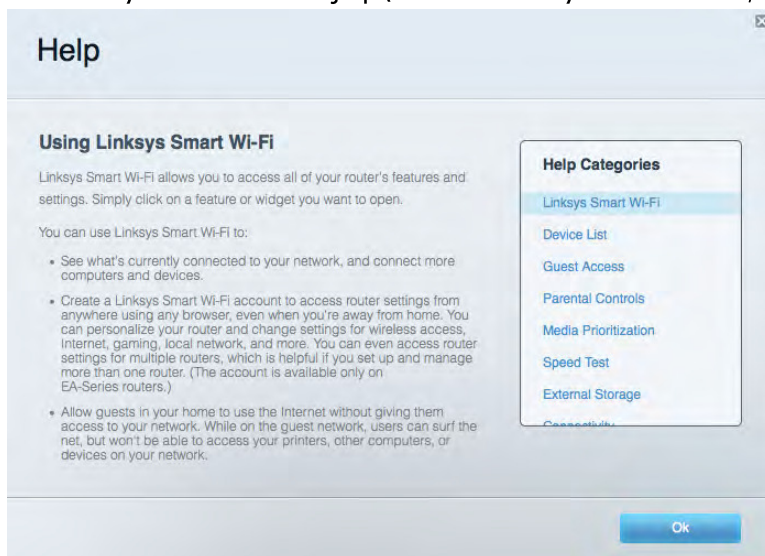 Help
Using Linksys Smart Wi-Fi
Linksys Smart Wi-Fi allows you to access all of your router's features and
settings. Simply click on a feature or widget you want to open.
You can use Linksys Smart Wi-Fi to:
• See what's currently connected to your network, and connect more
computers and devices.
• Create a Linksys Smart Wi-Fi account to access router settings from
anywhere using any browser, even when you're away from home. You
can personalize your router and change settings for wireless access,
Internet, gaming, local network, and more. You can even access router
settings for multiple routers, which is helpful if you set up and manage
more than one router. (The account is available only on
EA-Series routers.)
• Allow guests in your home to use the Internet without giving them
access to your network. While on the guest network, users can surf the
net, but won't be able to access your printers, other computers, or
devices on your network.
Help Categories
Linksys Smart Wi-Fi
Device List
Guest Access
Parental Controls
Media Prioritization
Speed Test
External Storage
Connectivity
Ok